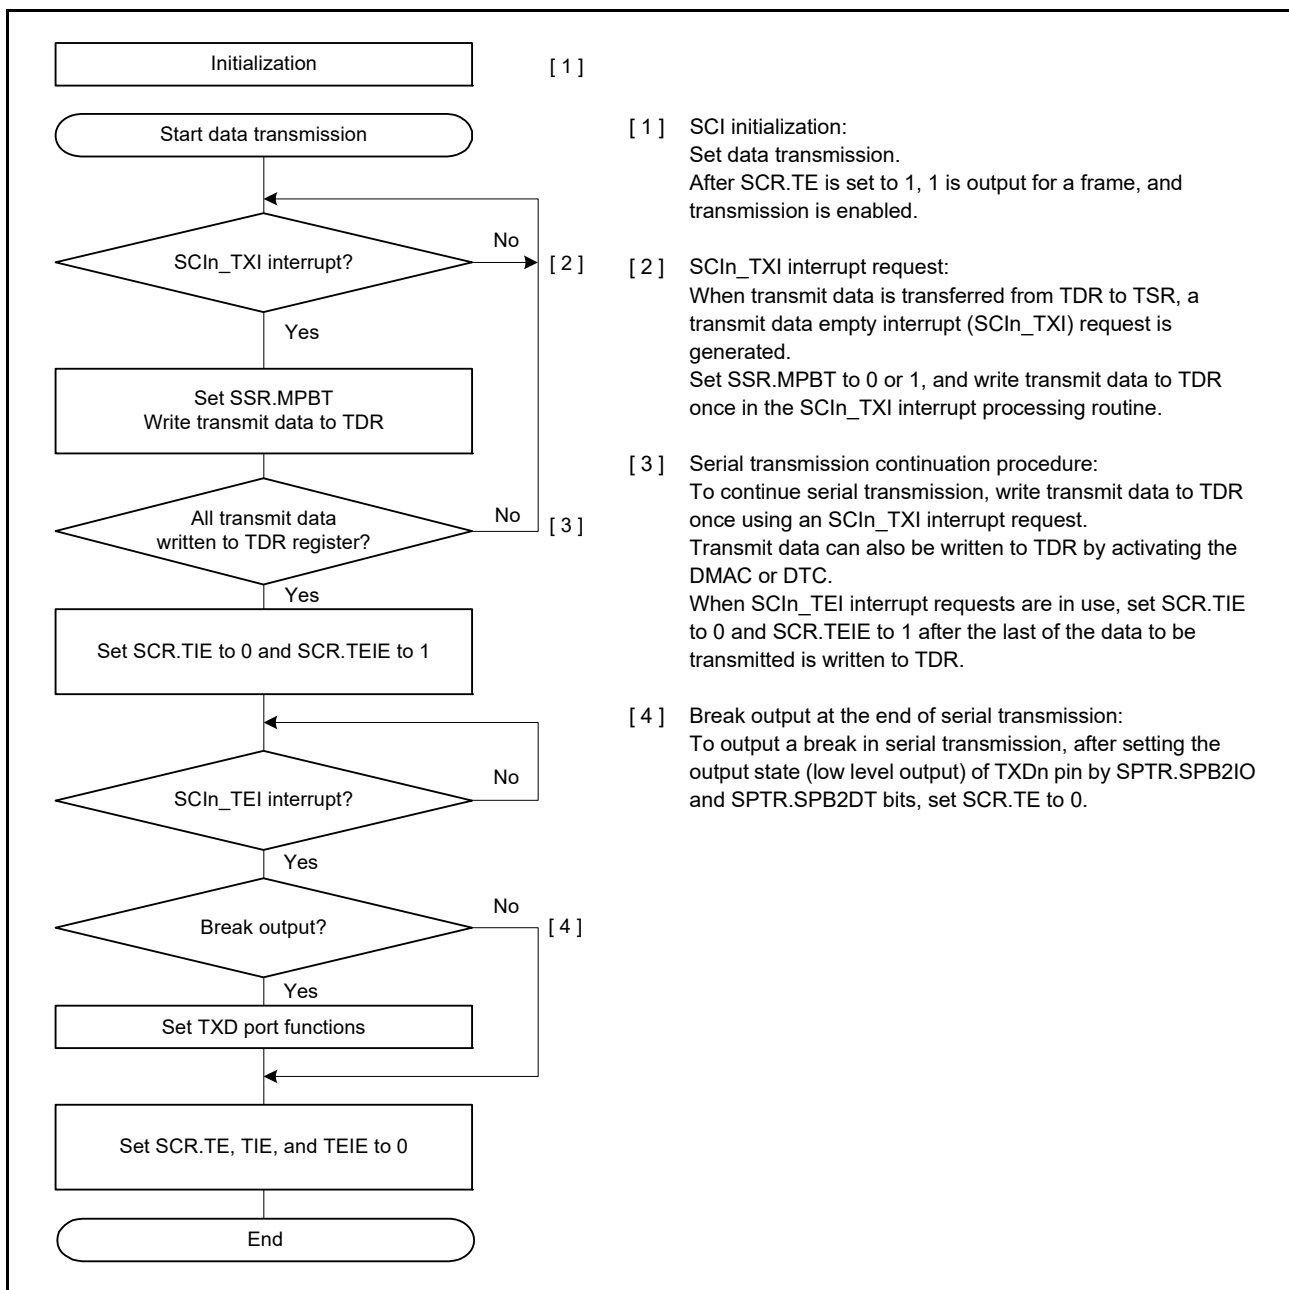 Initialization
[ 1 ]
Start data transmission
SCIn_TXI interrupt?
No
[ 2 ]
Yes
Set SSR.MPBT
Write transmit data to TDR
All transmit data
written to TDR register?
No
[ 3 ]
Yes
Set SCR.TIE to 0 and SCR.TEIE to 1
SCIn_TEI interrupt?
No
Yes
Break output?
No
[ 4 ]
Yes
Set TXD port functions
Set SCR.TE, TIE, and TEIE to 0
End
[ 1 ] SCI initialization:
Set data transmission.
After SCR.TE is set to 1, 1 is output for a frame, and
transmission is enabled.
[ 2 ] SCIn_TXI interrupt request:
When transmit data is transferred from TDR to TSR, a
transmit data empty interrupt (SCIn_TXI) request is
generated.
Set SSR.MPBT to 0 or 1, and write transmit data to TDR
once in the SCIn_TXI interrupt processing routine.
[ 3 ] Serial transmission continuation procedure:
To continue serial transmission, write transmit data to TDR
once using an SCIn_TXI interrupt request.
Transmit data can also be written to TDR by activating the
DMAC or DTC.
When SCIn_TEI interrupt requests are in use, set SCR.TIE
to 0 and SCR.TEIE to 1 after the last of the data to be
transmitted is written to TDR.
[ 4 ] Break output at the end of serial transmission:
To output a break in serial transmission, after setting the
output state (low level output) of TXDn pin by SPTR.SPB2IO
and SPTR.SPB2DT bits, set SCR.TE to 0.